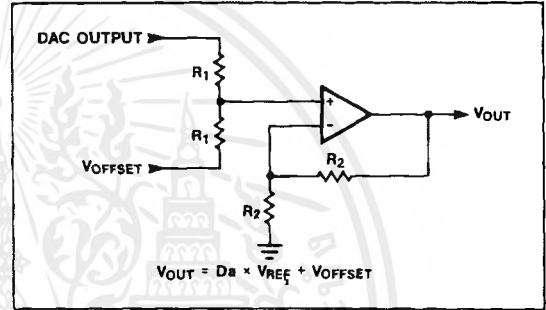 DAC OUTPUT
R1
R1
VOFFSET
+
-
VOUT
R2
R2
VOUT = Da × VREF + VOFFSET